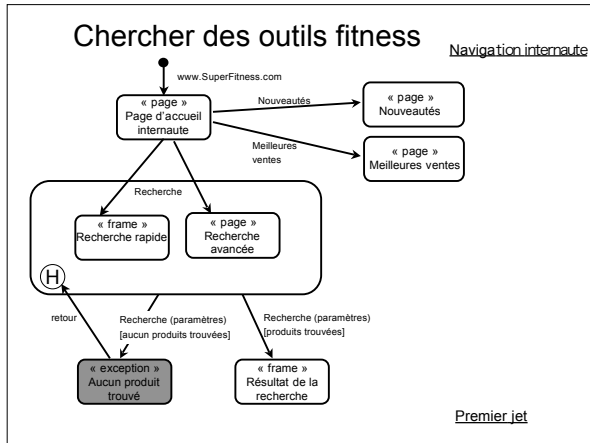 Chercher des outils fitness
Navigation internaute
www.SuperFitness.com
« page »
Page d'accueil
internaute
Nouveautés
« page »
Nouveautés
Meilleures
ventes
« page »
Meilleures ventes
Recherche
« frame »
Recherche rapide
« page »
Recherche
avancée
H
retour
Recherche (paramètres)
[aucun produits trouvées]
Recherche (paramètres)
[produits trouvées]
« exception »
Aucun produit
trouvé
« frame »
Résultat de la
recherche
Premier jet